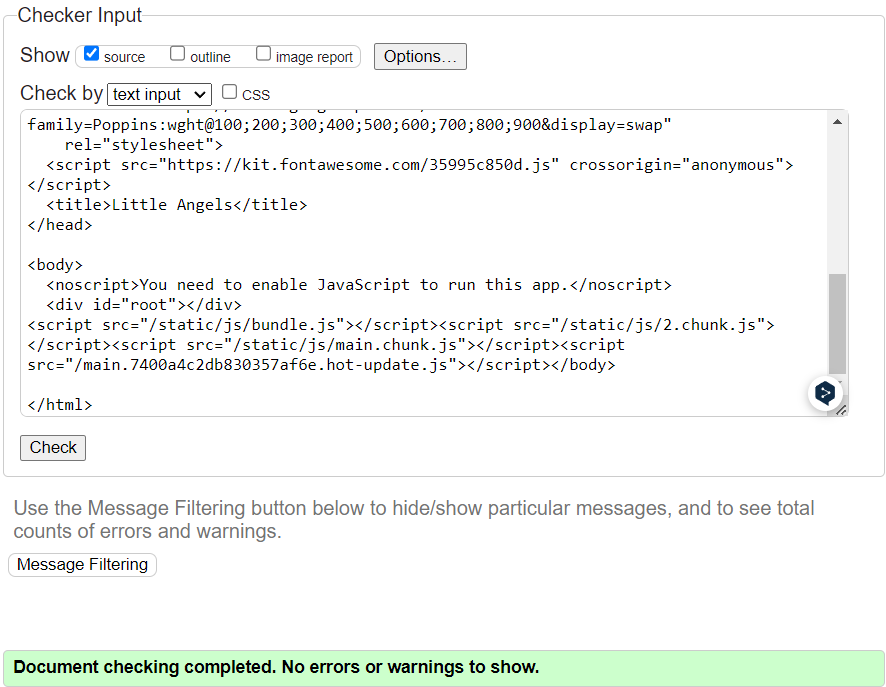 Checker Input
Show source outline image report Options...
Check by text input CSS
family=Poppins:wght@100;200;300;400;500;600;700;800;900&display=swap"
    rel="stylesheet">
  <script src="https://kit.fontawesome.com/35995c850d.js" crossorigin="anonymous">
</script>
  <title>Little Angels</title>
</head>
<body>
  <noscript>You need to enable JavaScript to run this app.</noscript>
  <div id="root"></div>
<script src="/static/js/bundle.js"></script><script src="/static/js/2.chunk.js">
</script><script src="/static/js/main.chunk.js"></script><script
src="/main.7400a4c2db830357af6e.hot-update.js"></script></body>
</html>
Check
Use the Message Filtering button below to hide/show particular messages, and to see total
counts of errors and warnings.
Message Filtering
Document checking completed. No errors or warnings to show.